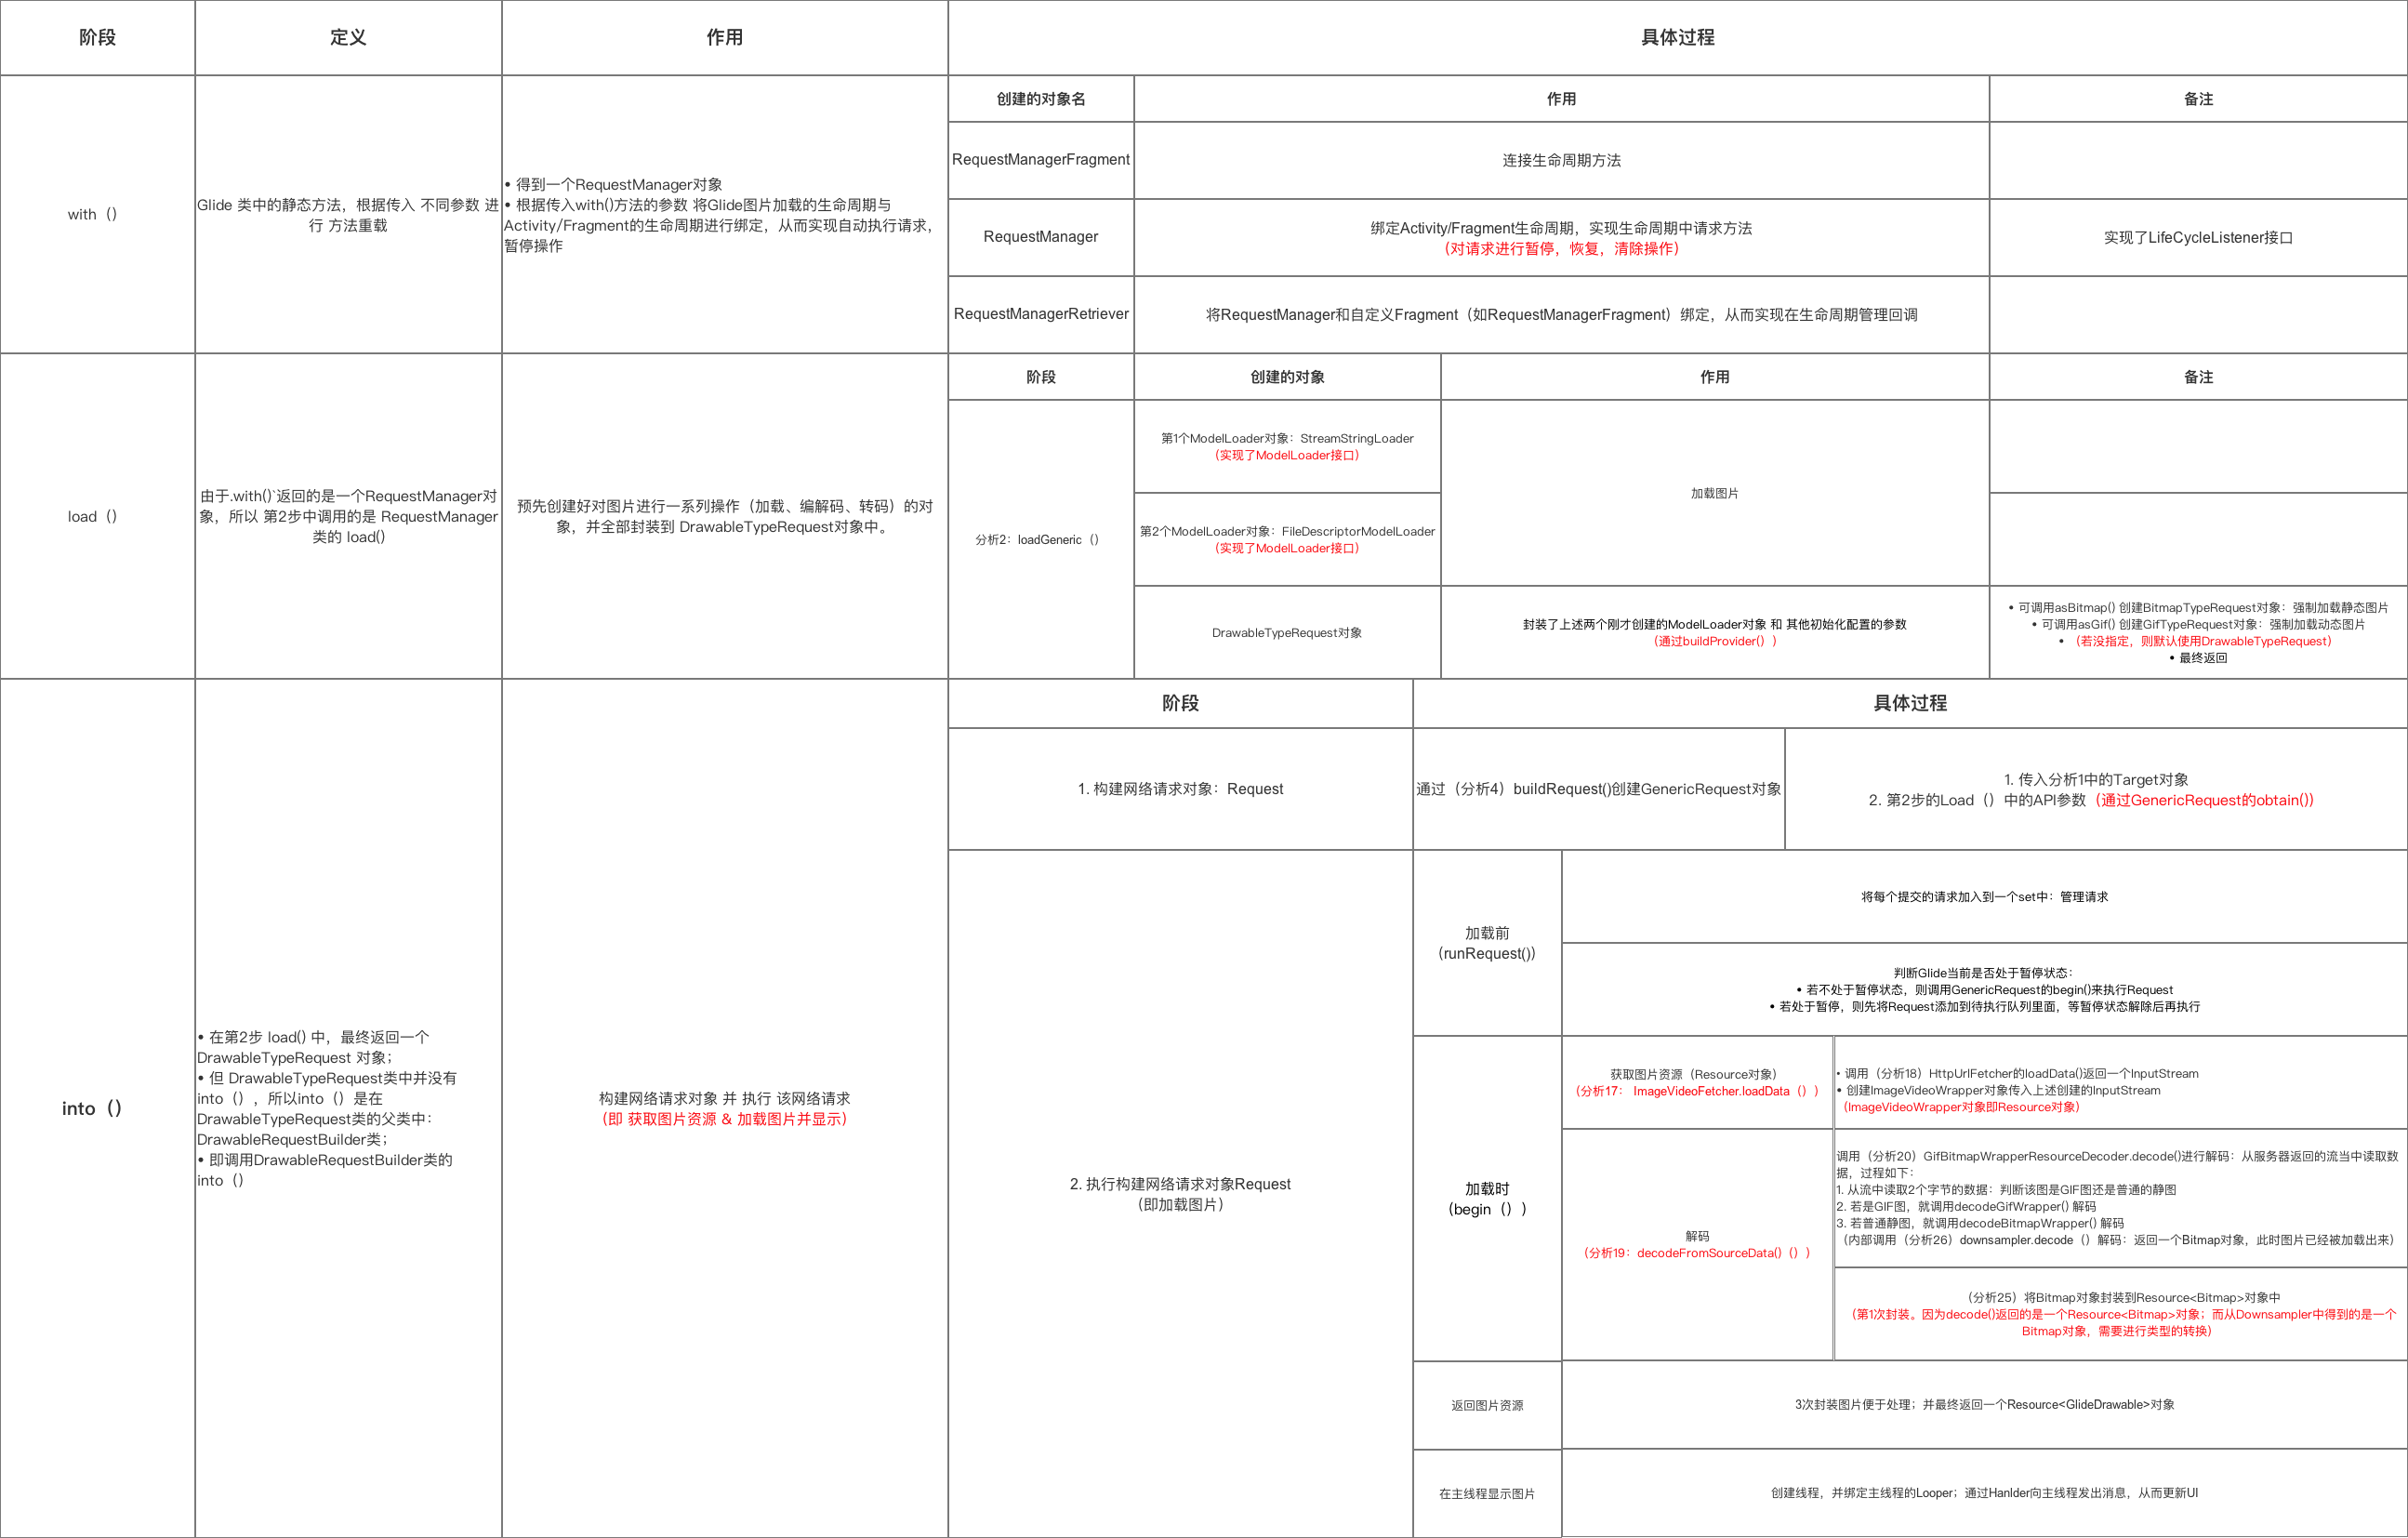 阶段
定义
作用
具体过程
with（）
Glide 类中的静态方法，根据传入 不同参数 进
行 方法重载
• 得到一个RequestManager对象
• 根据传入with()方法的参数 将Glide图片加载的生命周期与
Activity/Fragment的生命周期进行绑定，从而实现自动执行请求，
暂停操作
创建的对象名
作用
备注
RequestManagerFragment
连接生命周期方法
RequestManager
绑定Activity/Fragment生命周期，实现生命周期中请求方法
（对请求进行暂停，恢复，清除操作）
实现了LifeCycleListener接口
RequestManagerRetriever
将RequestManager和自定义Fragment（如RequestManagerFragment）绑定，从而实现在生命周期管理回调
load（）
由于.with()`返回的是一个RequestManager对
象，所以 第2步中调用的是 RequestManager
类的 load()
预先创建好对图片进行一系列操作（加载、编解码、转码）的对
象，并全部封装到 DrawableTypeRequest对象中。
阶段
创建的对象
作用
备注
分析2：loadGeneric（）
第1个ModelLoader对象：StreamStringLoader
（实现了ModelLoader接口）
加载图片
第2个ModelLoader对象：FileDescriptorModelLoader
（实现了ModelLoader接口）
DrawableTypeRequest对象
封装了上述两个刚才创建的ModelLoader对象 和 其他初始化配置的参数
（通过buildProvider(））
• 可调用asBitmap() 创建BitmapTypeRequest对象：强制加载静态图片
• 可调用asGif() 创建GifTypeRequest对象：强制加载动态图片
• （若没指定，则默认使用DrawableTypeRequest）
• 最终返回
into（）
• 在第2步 load() 中，最终返回一个
DrawableTypeRequest 对象；
• 但 DrawableTypeRequest类中并没有
into（），所以into（）是在
DrawableTypeRequest类的父类中：
DrawableRequestBuilder类；
• 即调用DrawableRequestBuilder类的
into（）
构建网络请求对象 并 执行 该网络请求
（即 获取图片资源 & 加载图片并显示）
阶段
具体过程
1. 构建网络请求对象：Request
通过（分析4）buildRequest()创建GenericRequest对象
1. 传入分析1中的Target对象
2. 第2步的Load（）中的API参数（通过GenericRequest的obtain()）
2. 执行构建网络请求对象Request
（即加载图片）
加载前
（runRequest()）
将每个提交的请求加入到一个set中：管理请求
判断Glide当前是否处于暂停状态：
• 若不处于暂停状态，则调用GenericRequest的begin()来执行Request
• 若处于暂停，则先将Request添加到待执行队列里面，等暂停状态解除后再执行
加载时
（begin（））
获取图片资源（Resource对象）
（分析17： ImageVideoFetcher.loadData（））
• 调用（分析18）HttpUrlFetcher的loadData()返回一个InputStream
• 创建ImageVideoWrapper对象传入上述创建的InputStream
（ImageVideoWrapper对象即Resource对象）
解码
（分析19：decodeFromSourceData()（））
调用（分析20）GifBitmapWrapperResourceDecoder.decode()进行解码：从服务器返回的流当中读取数
据，过程如下：
1. 从流中读取2个字节的数据：判断该图是GIF图还是普通的静图
2. 若是GIF图，就调用decodeGifWrapper() 解码
3. 若普通静图，就调用decodeBitmapWrapper() 解码
（内部调用（分析26）downsampler.decode（）解码：返回一个Bitmap对象，此时图片已经被加载出来）
（分析25）将Bitmap对象封装到Resource<Bitmap>对象中
（第1次封装。因为decode()返回的是一个Resource<Bitmap>对象；而从Downsampler中得到的是一个
Bitmap对象，需要进行类型的转换）
返回图片资源
3次封装图片便于处理；并最终返回一个Resource<GlideDrawable>对象
在主线程显示图片
创建线程，并绑定主线程的Looper；通过Hanlder向主线程发出消息，从而更新UI